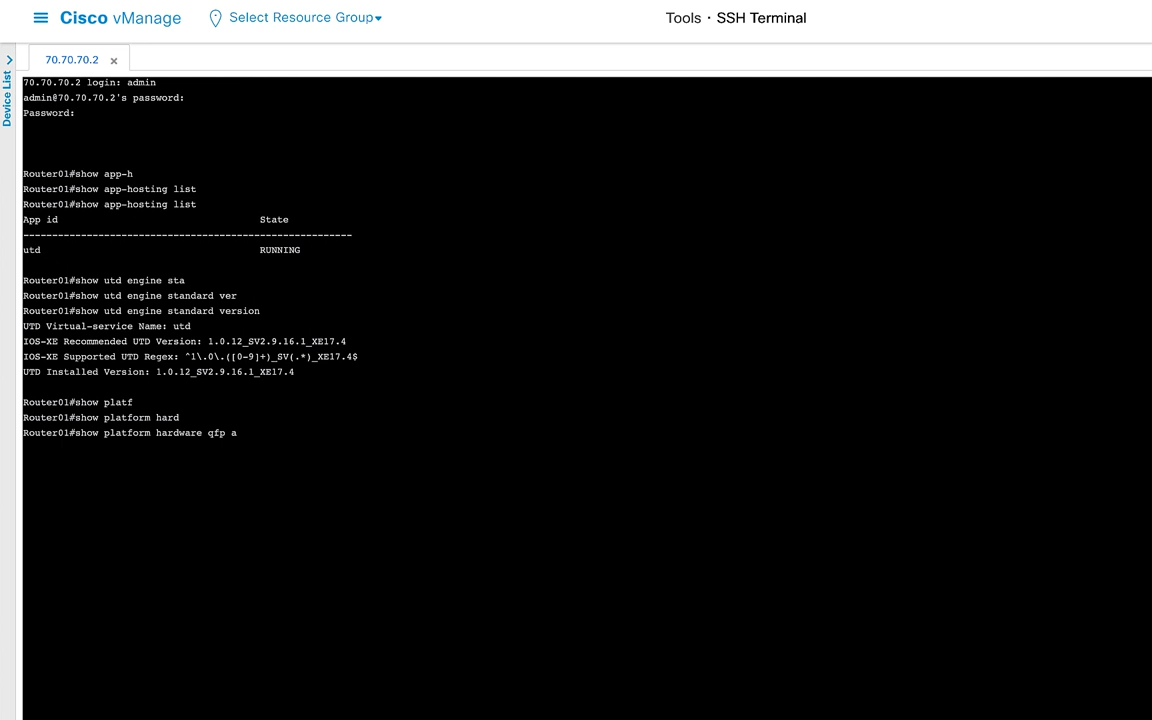 Cisco vManage
Select Resource Group
Tools · SSH Terminal
70.70.70.2
Device List
70.70.70.2 login: admin
admin@70.70.70.2's password:
Password:
Router01#show app-h
Router01#show app-hosting list
Router01#show app-hosting list
App id State
---------------------------------------------------------
utd RUNNING
Router01#show utd engine sta
Router01#show utd engine standard ver
Router01#show utd engine standard version
UTD Virtual-service Name: utd
IOS-XE Recommended UTD Version: 1.0.12_SV2.9.16.1_XE17.4
IOS-XE Supported UTD Regex: ^1\.0\.([0-9]+)_SV(.*)_XE17.4$
UTD Installed Version: 1.0.12_SV2.9.16.1_XE17.4
Router01#show platf
Router01#show platform hard
Router01#show platform hardware qfp a